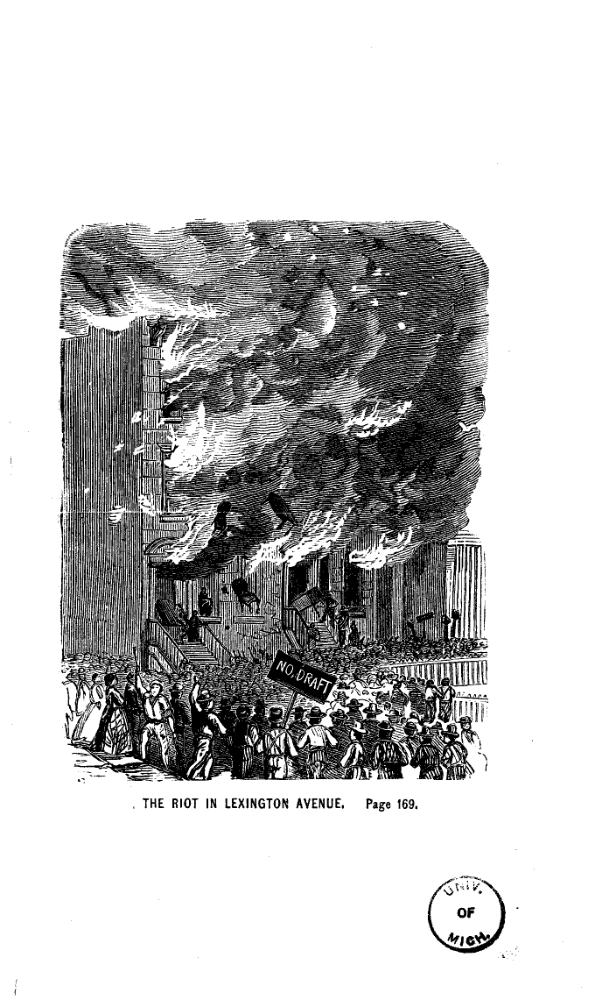 NO DRAFT
THE RIOT IN LEXINGTON AVENUE. Page 169.
UNIV.
OF
MICH.